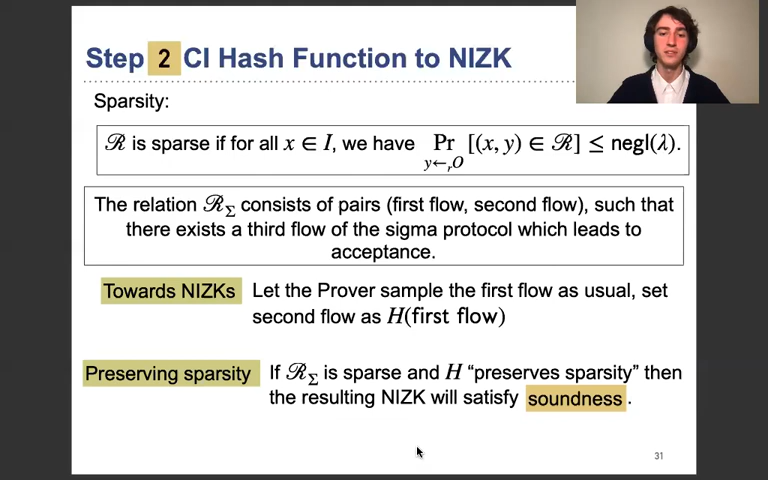 Step 2 CI Hash Function to NIZK
Sparsity:
ℛ is sparse if for all x ∈ I, we have Pr [(x, y) ∈ ℛ] ≤ negl(λ).
y←ᵣO
The relation ℛ_Σ consists of pairs (first flow, second flow), such that
there exists a third flow of the sigma protocol which leads to
acceptance.
Towards NIZKs Let the Prover sample the first flow as usual, set
second flow as H(first flow)
Preserving sparsity If ℛ_Σ is sparse and H “preserves sparsity” then
the resulting NIZK will satisfy soundness.
31